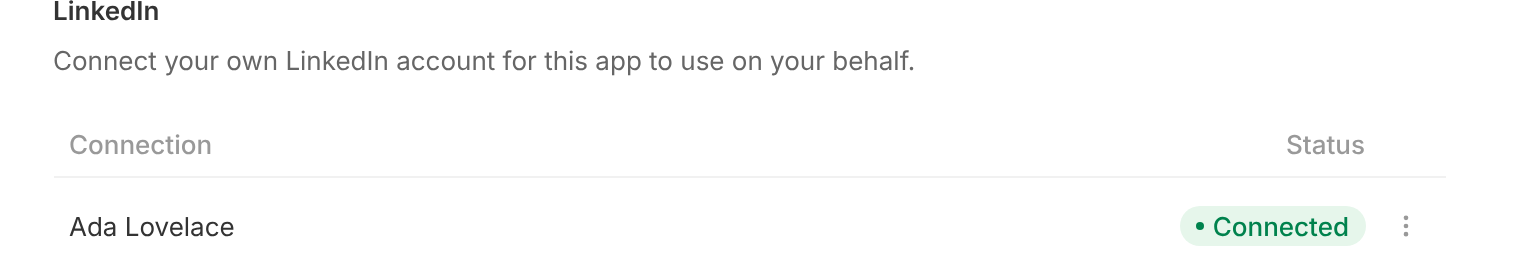 LinkedIn
Connect your own LinkedIn account for this app to use on your behalf.
Connection Status
Ada Lovelace • Connected